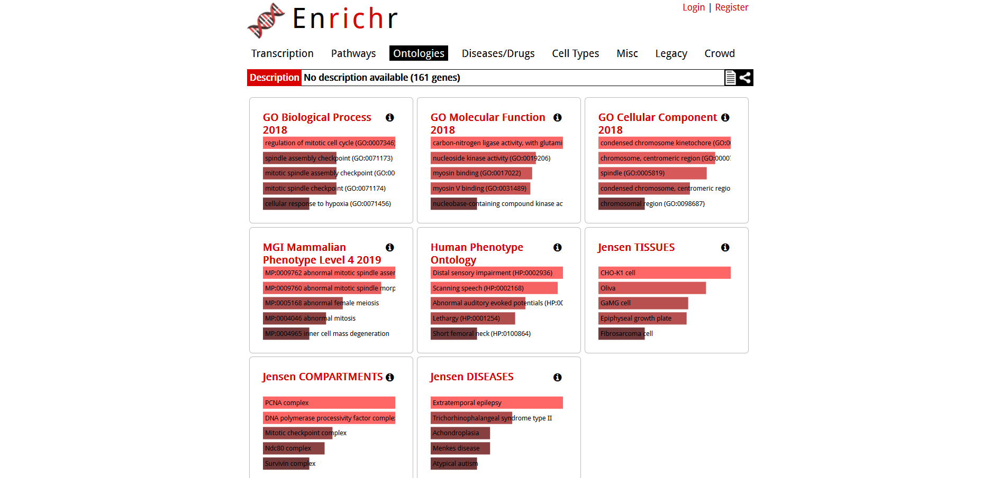 Enrichr
Login | Register
Transcription Pathways Ontologies Diseases/Drugs Cell Types Misc Legacy Crowd
Description No description available (161 genes)
GO Biological Process
2018
regulation of mitotic cell cycle (GO:0007346)
spindle assembly checkpoint (GO:0071173)
mitotic spindle assembly checkpoint (GO:00
mitotic spindle checkpoint (GO:0071174)
cellular response to hypoxia (GO:0071456)
GO Molecular Function
2018
carbon-nitrogen ligase activity, with glutami
nucleoside kinase activity (GO:0019206)
myosin binding (GO:0017022)
myosin V binding (GO:0031489)
nucleobase-containing compound kinase ac
GO Cellular Component
2018
condensed chromosome kinetochore (GO:0
chromosome, centromeric region (GO:0000
spindle (GO:0005819)
condensed chromosome, centromeric regio
chromosomal region (GO:0098687)
MGI Mammalian
Phenotype Level 4 2019
MP:0009762 abnormal mitotic spindle asser
MP:0009760 abnormal mitotic spindle morp
MP:0005168 abnormal female meiosis
MP:0004046 abnormal mitosis
MP:0004965 inner cell mass degeneration
Human Phenotype
Ontology
Distal sensory impairment (HP:0002936)
Scanning speech (HP:0002168)
Abnormal auditory evoked potentials (HP:00
Lethargy (HP:0001254)
Short femoral neck (HP:0100864)
Jensen TISSUES
CHO-K1 cell
Oliva
GaMG cell
Epiphyseal growth plate
Fibrosarcoma cell
Jensen COMPARTMENTS
PCNA complex
DNA polymerase processivity factor comple
Mitotic checkpoint complex
Ndc80 complex
Survivin complex
Jensen DISEASES
Extratemporal epilepsy
Trichorhinophalangeal syndrome type II
Achondroplasia
Menkes disease
Atypical autism